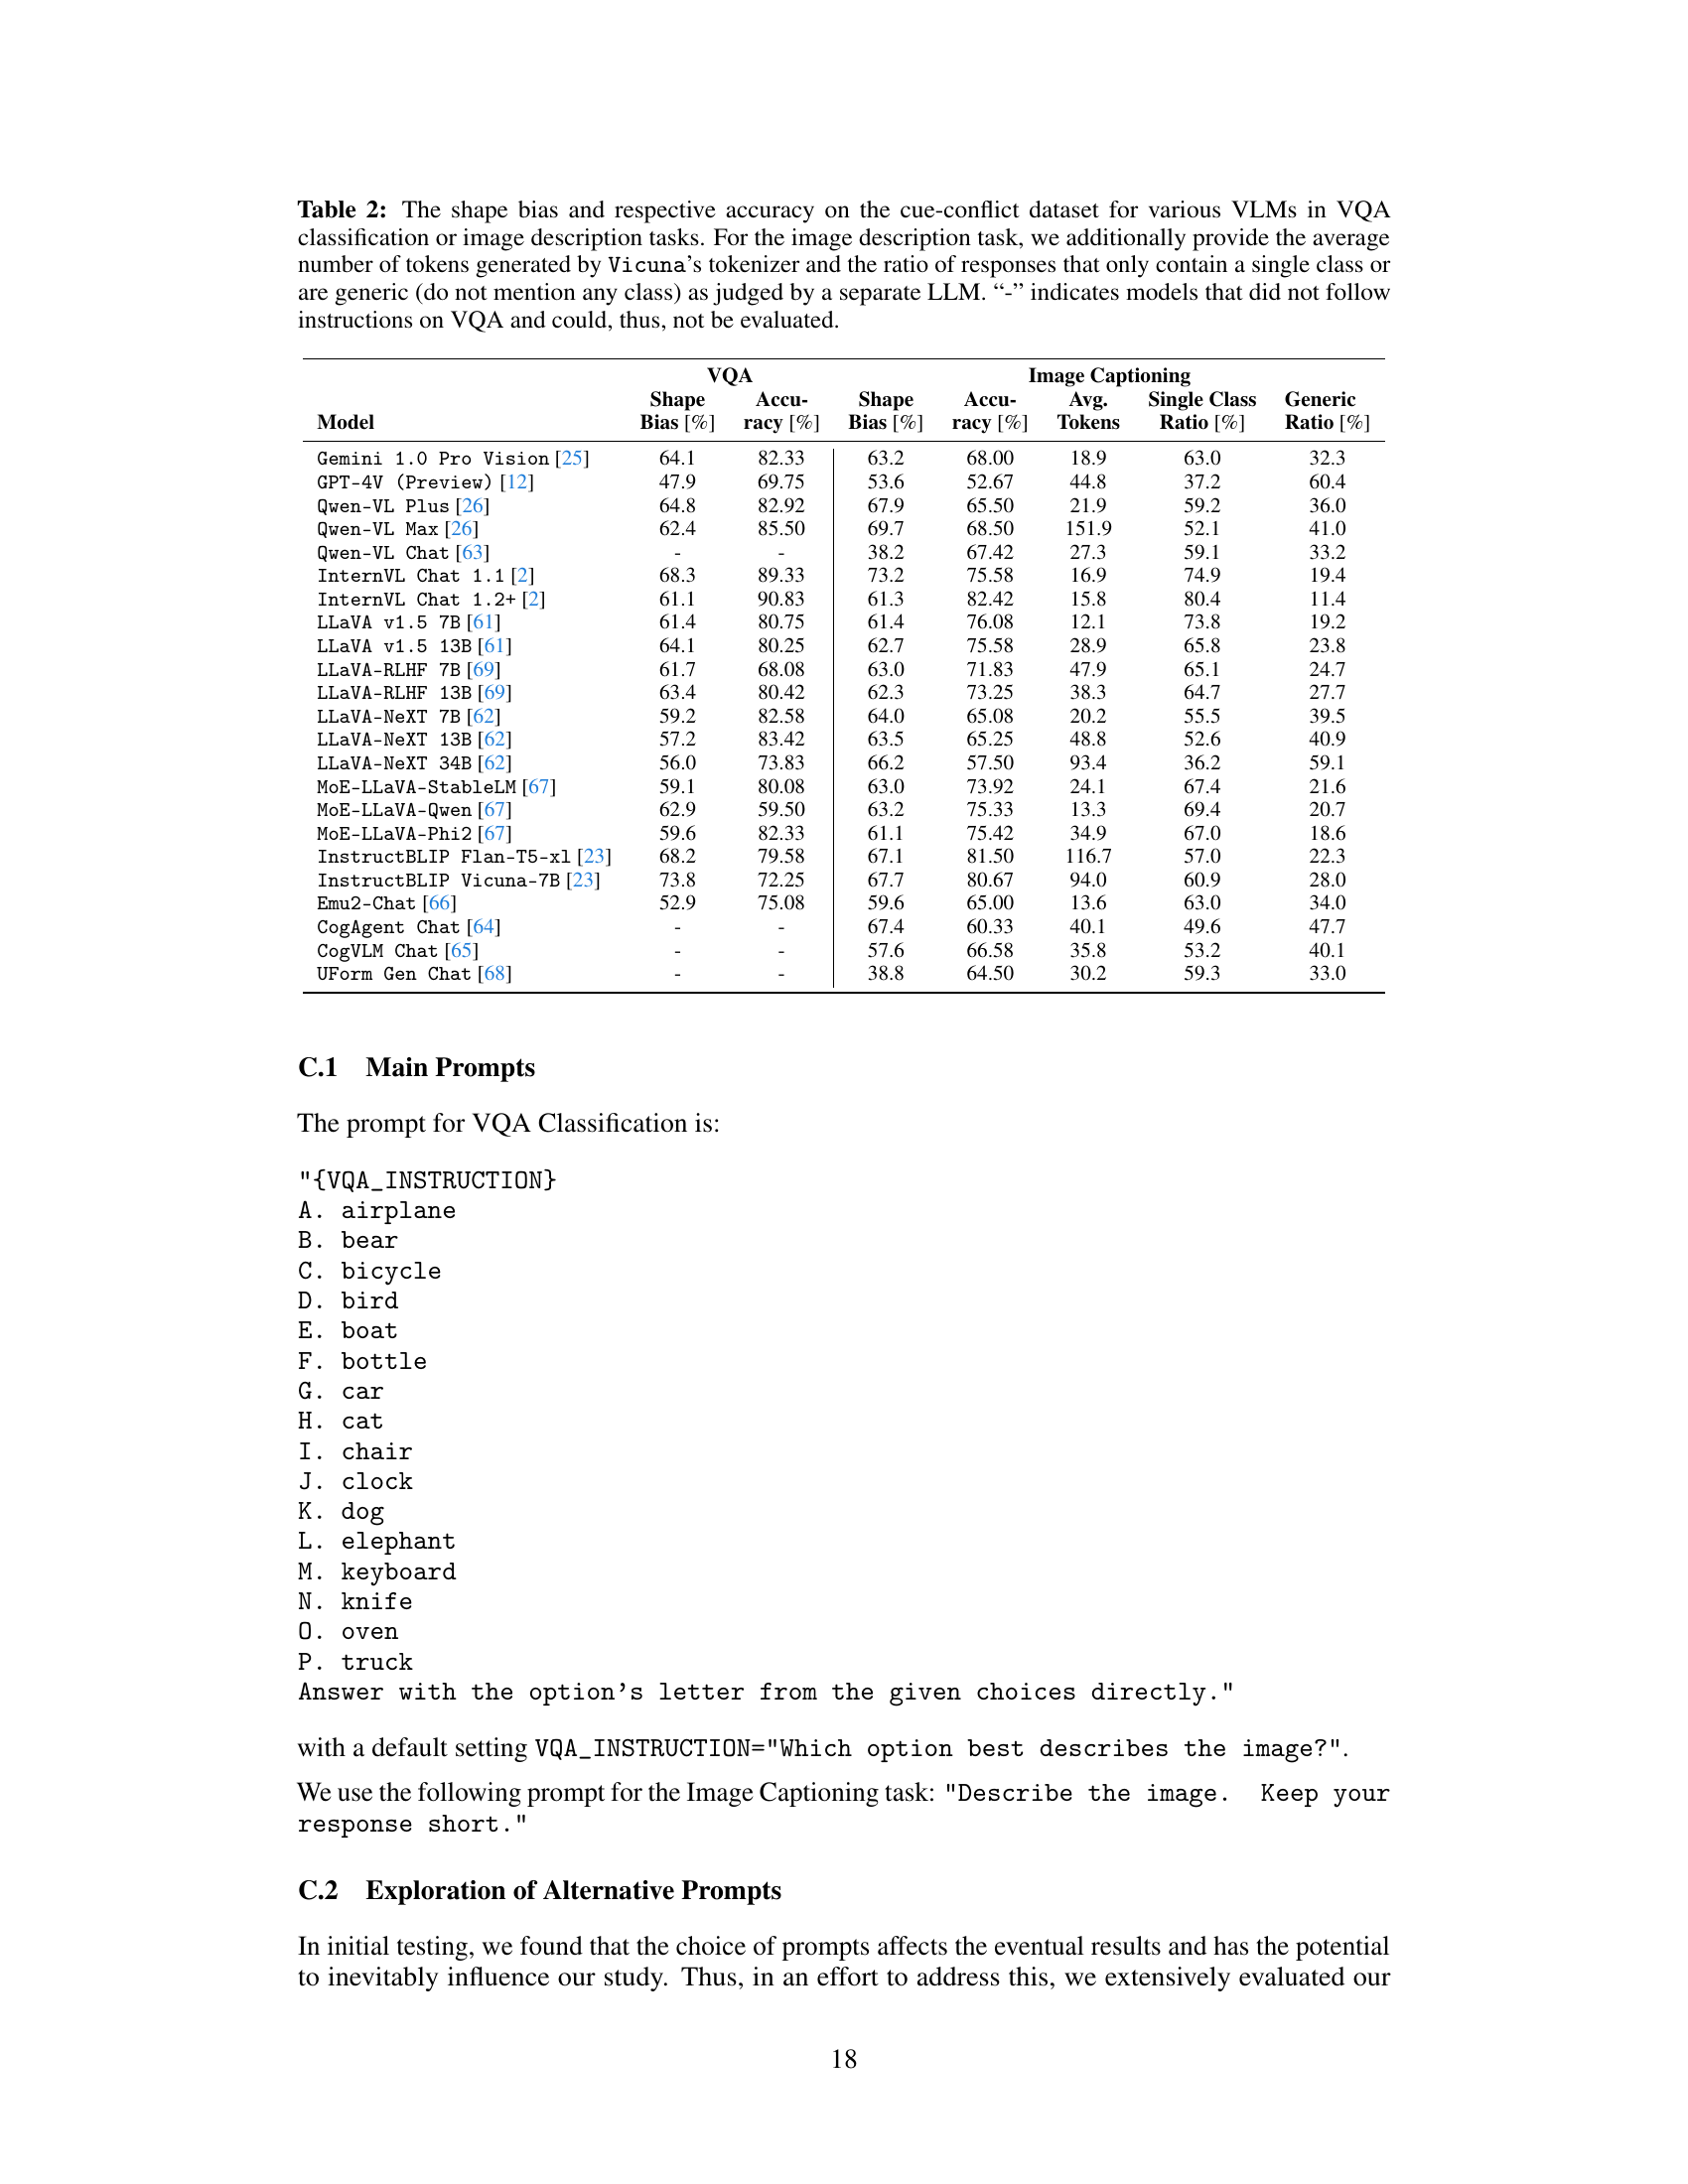 Table 2: The shape bias and respective accuracy on the cue-conflict dataset for various VLMs in VQA
classification or image description tasks. For the image description task, we additionally provide the average
number of tokens generated by Vicuna's tokenizer and the ratio of responses that only contain a single class or
are generic (do not mention any class) as judged by a separate LLM. “-” indicates models that did not follow
instructions on VQA and could, thus, not be evaluated.
VQA Image Captioning
Shape Accu- Shape Accu- Avg. Single Class Generic
Model Bias [%] racy [%] Bias [%] racy [%] Tokens Ratio [%] Ratio [%]
Gemini 1.0 Pro Vision [25] 64.1 82.33 63.2 68.00 18.9 63.0 32.3
GPT-4V (Preview) [12] 47.9 69.75 53.6 52.67 44.8 37.2 60.4
Qwen-VL Plus [26] 64.8 82.92 67.9 65.50 21.9 59.2 36.0
Qwen-VL Max [26] 62.4 85.50 69.7 68.50 151.9 52.1 41.0
Qwen-VL Chat [63] - - 38.2 67.42 27.3 59.1 33.2
InternVL Chat 1.1 [2] 68.3 89.33 73.2 75.58 16.9 74.9 19.4
InternVL Chat 1.2+ [2] 61.1 90.83 61.3 82.42 15.8 80.4 11.4
LLaVA v1.5 7B [61] 61.4 80.75 61.4 76.08 12.1 73.8 19.2
LLaVA v1.5 13B [61] 64.1 80.25 62.7 75.58 28.9 65.8 23.8
LLaVA-RLHF 7B [69] 61.7 68.08 63.0 71.83 47.9 65.1 24.7
LLaVA-RLHF 13B [69] 63.4 80.42 62.3 73.25 38.3 64.7 27.7
LLaVA-NeXT 7B [62] 59.2 82.58 64.0 65.08 20.2 55.5 39.5
LLaVA-NeXT 13B [62] 57.2 83.42 63.5 65.25 48.8 52.6 40.9
LLaVA-NeXT 34B [62] 56.0 73.83 66.2 57.50 93.4 36.2 59.1
MoE-LLaVA-StableLM [67] 59.1 80.08 63.0 73.92 24.1 67.4 21.6
MoE-LLaVA-Qwen [67] 62.9 59.50 63.2 75.33 13.3 69.4 20.7
MoE-LLaVA-Phi2 [67] 59.6 82.33 61.1 75.42 34.9 67.0 18.6
InstructBLIP Flan-T5-xl [23] 68.2 79.58 67.1 81.50 116.7 57.0 22.3
InstructBLIP Vicuna-7B [23] 73.8 72.25 67.7 80.67 94.0 60.9 28.0
Emu2-Chat [66] 52.9 75.08 59.6 65.00 13.6 63.0 34.0
CogAgent Chat [64] - - 67.4 60.33 40.1 49.6 47.7
CogVLM Chat [65] - - 57.6 66.58 35.8 53.2 40.1
UForm Gen Chat [68] - - 38.8 64.50 30.2 59.3 33.0
C.1 Main Prompts
The prompt for VQA Classification is:
"{VQA_INSTRUCTION}
A. airplane
B. bear
C. bicycle
D. bird
E. boat
F. bottle
G. car
H. cat
I. chair
J. clock
K. dog
L. elephant
M. keyboard
N. knife
O. oven
P. truck
Answer with the option's letter from the given choices directly."
with a default setting VQA_INSTRUCTION="Which option best describes the image?".
We use the following prompt for the Image Captioning task: "Describe the image. Keep your
response short."
C.2 Exploration of Alternative Prompts
In initial testing, we found that the choice of prompts affects the eventual results and has the potential
to inevitably influence our study. Thus, in an effort to address this, we extensively evaluated our
18